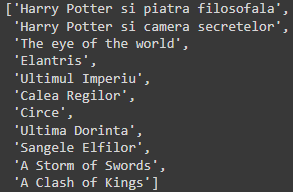 ['Harry Potter si piatra filosofala',
'Harry Potter si camera secretelor',
'The eye of the world',
'Elantris',
'Ultimul Imperiu',
'Calea Regilor',
'Circe',
'Ultima Dorinta',
'Sangele Elfilor',
'A Storm of Swords',
'A Clash of Kings']